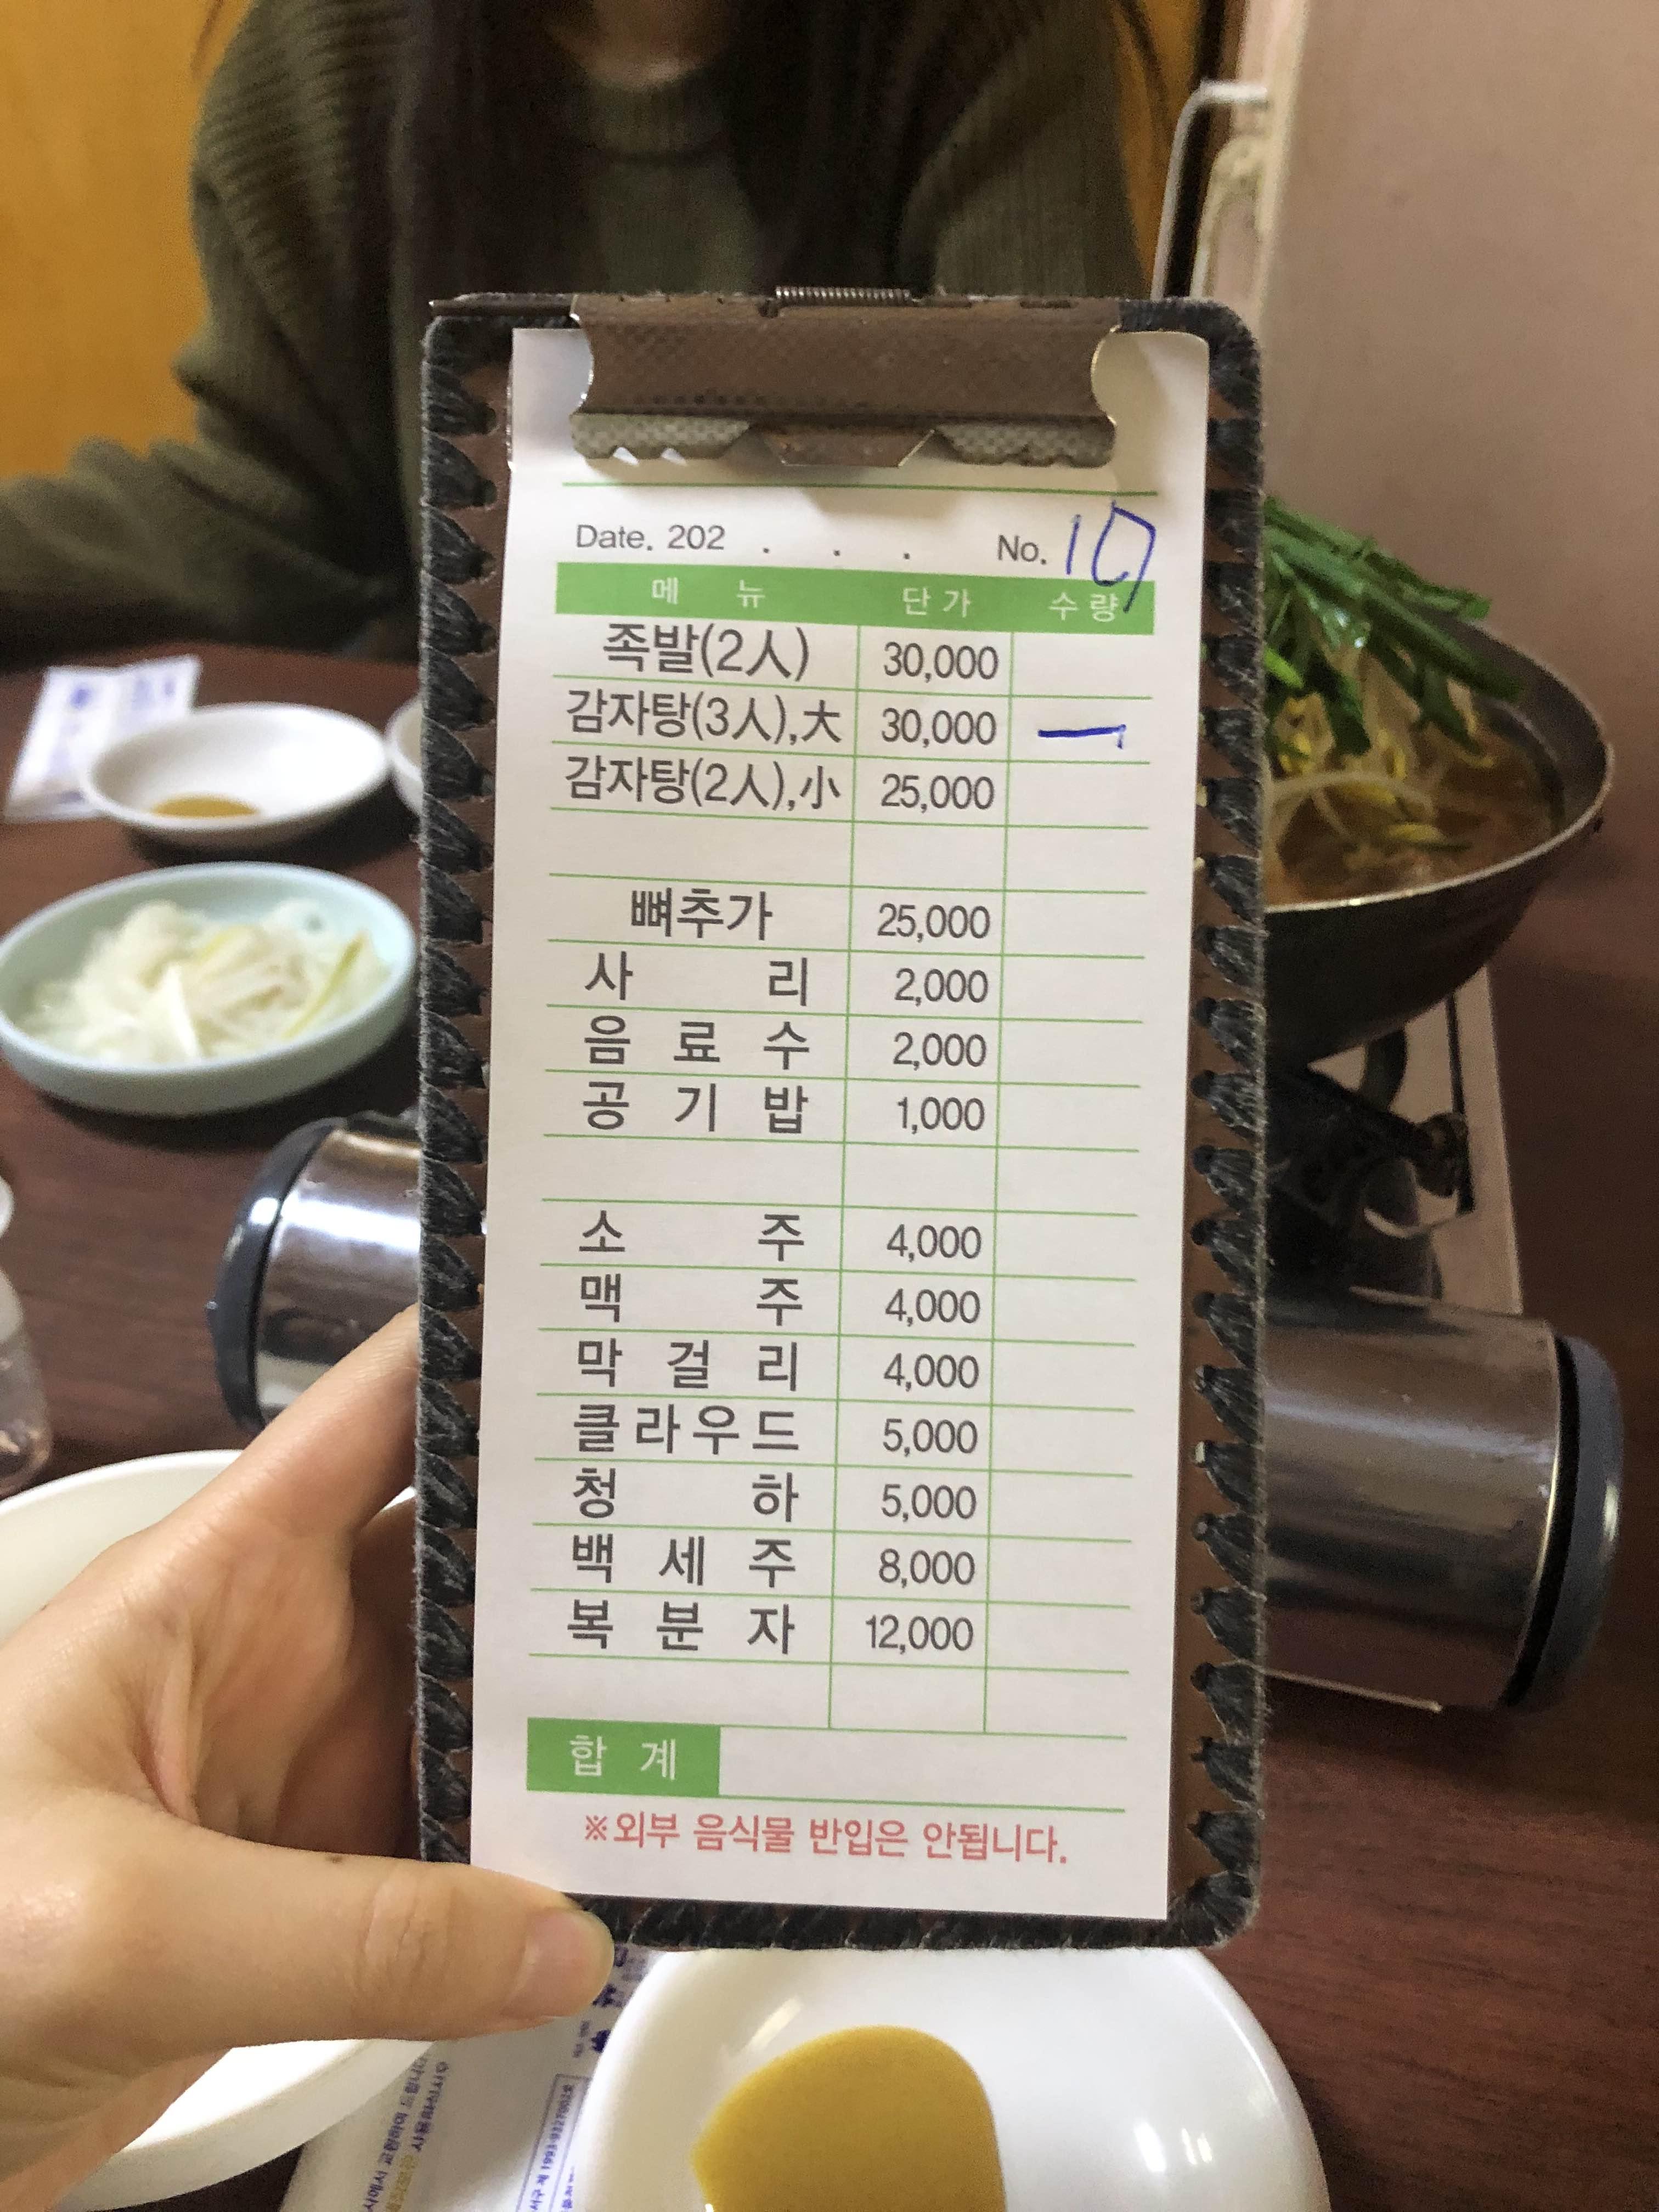 Date. 202 . . . No. 10
메 뉴 단 가 수 량
족발(2人) 30,000
감자탕(3人),大 30,000 一
감자탕(2人),小 25,000
뼈추가 25,000
사 리 2,000
음 료 수 2,000
공 기 밥 1,000
소 주 4,000
맥 주 4,000
막 걸 리 4,000
클라우드 5,000
청 하 5,000
백 세 주 8,000
복 분 자 12,000
합 계
※외부 음식물 반입은 안됩니다.